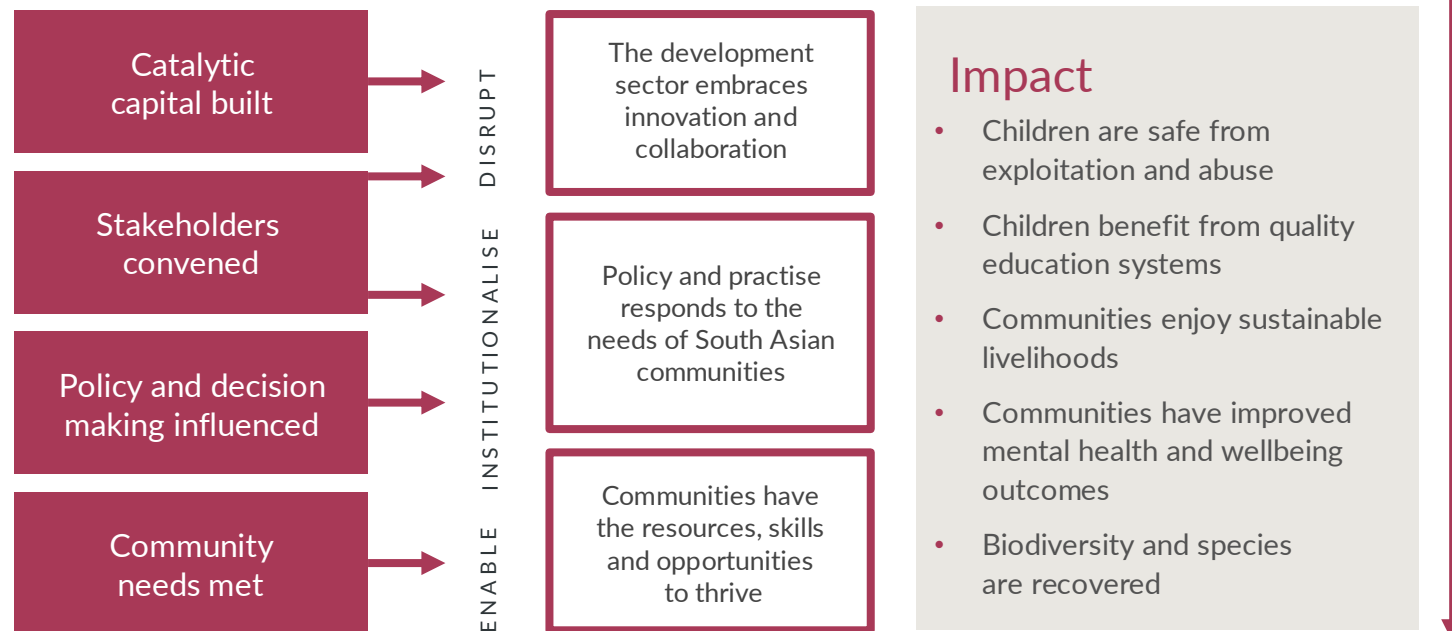 Catalytic
capital built
Stakeholders
convened
Policy and decision
making influenced
Community
needs met
DISRUPT
INSTITUTIONALISE
ENABLE
The development
sector embraces
innovation and
collaboration
Policy and practise
responds to the
needs of South Asian
communities
Communities have
the resources, skills
and opportunities
to thrive
Impact
• Children are safe from
exploitation and abuse
• Children benefit from quality
education systems
• Communities enjoy sustainable
livelihoods
• Communities have improved
mental health and wellbeing
outcomes
• Biodiversity and species
are recovered